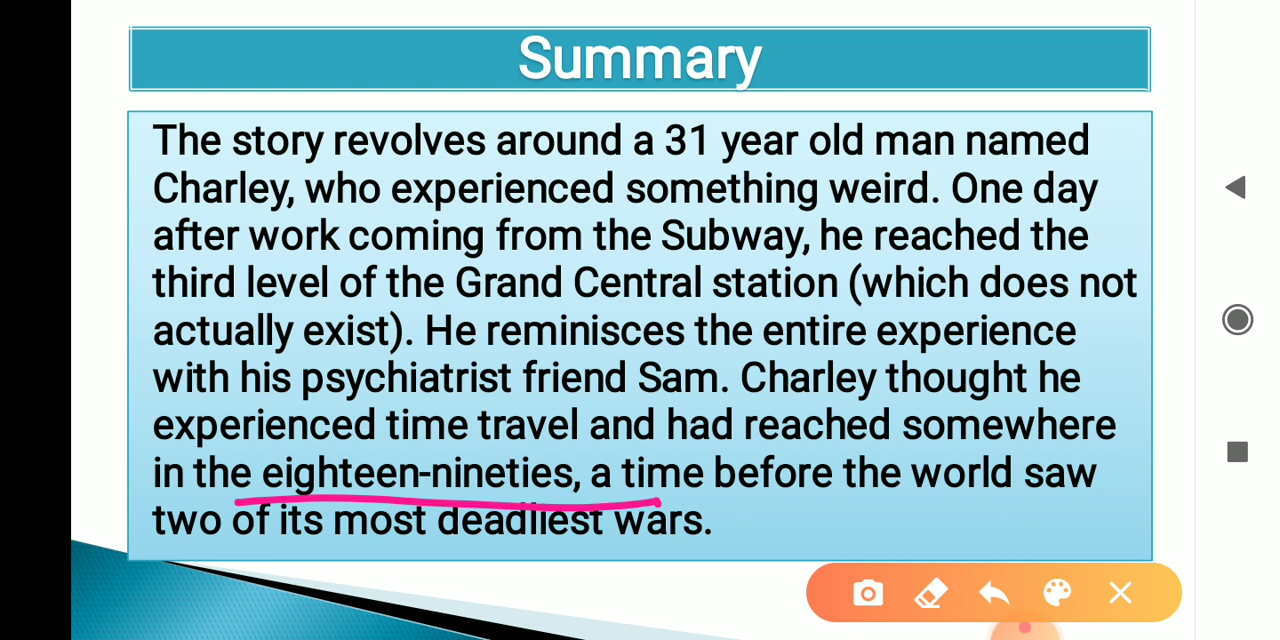 Summary
The story revolves around a 31 year old man named
Charley, who experienced something weird. One day
after work coming from the Subway, he reached the
third level of the Grand Central station (which does not
actually exist). He reminisces the entire experience
with his psychiatrist friend Sam. Charley thought he
experienced time travel and had reached somewhere
in the eighteen-nineties, a time before the world saw
two of its most deadliest wars.